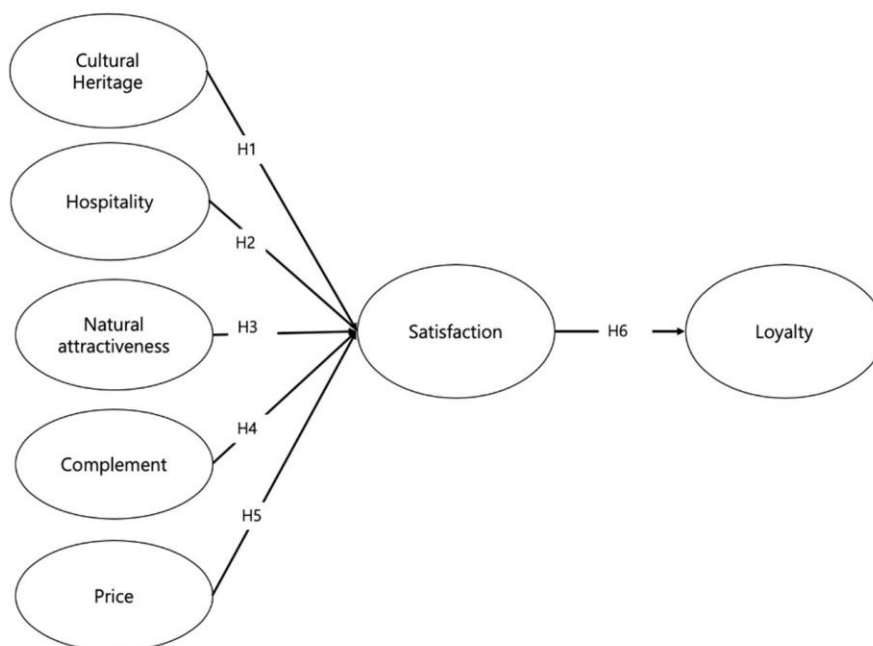 Cultural
Heritage
H1
Hospitality
H2
Natural
attractiveness
H3
Satisfaction
H6
Loyalty
Complement
H4
H5
Price